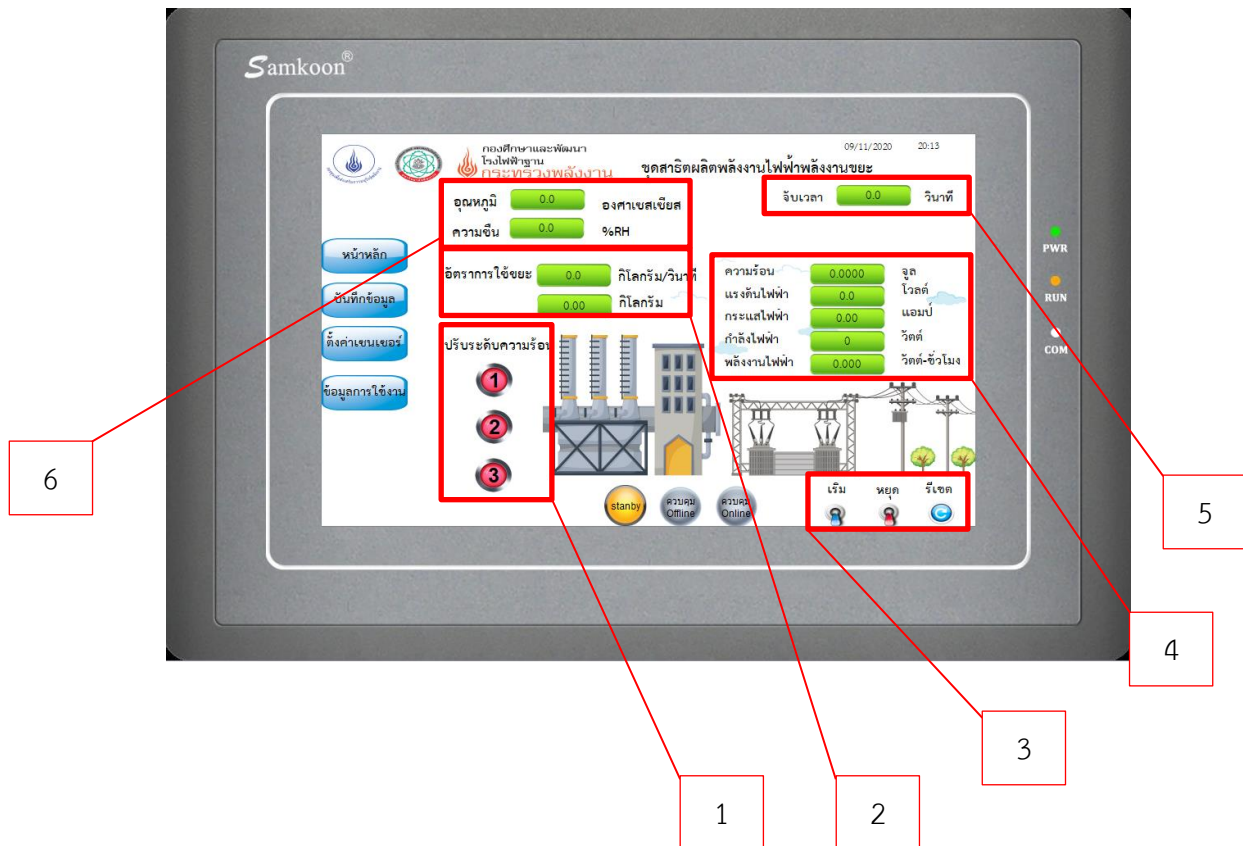 Samkoon®
กองศึกษาและพัฒนา
โรงไฟฟ้าฐาน
กระทรวงพลังงาน
09/11/2020 20:13
ชุดสาธิตผลิตพลังงานไฟฟ้าพลังงานขยะ
จับเวลา 0.0 วินาที
อุณหภูมิ 0.0 องศาเซสเซียส
ความชืน 0.0 %RH
อัตราการใช้ขยะ 0.0 กิโลกรัม/วินาที
0.00 กิโลกรัม
หน้าหลัก
บันทึกข้อมูล
ตั้งค่าเซนเซอร์
ข้อมูลการใช้งาน
ความร้อน 0.0000 จูล
แรงดันไฟฟ้า 0.0 โวลต์
กระแสไฟฟ้า 0.00 แอมป์
กำลังไฟฟ้า 0 วัตต์
พลังงานไฟฟ้า 0.000 วัตต์-ชั่วโมง
ปรับระดับความร้อน
1
2
3
stanby
ควบคุม
Offline
ควบคุม
Online
เริ่ม หยุด รีเซต
PWR
RUN
COM
6
5
4
3
1
2